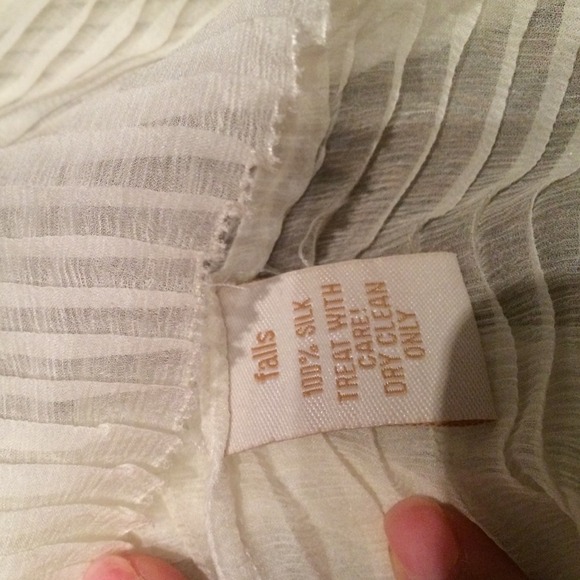 falls
100% SILK
TREAT WITH
CARE!
DRY CLEAN
ONLY